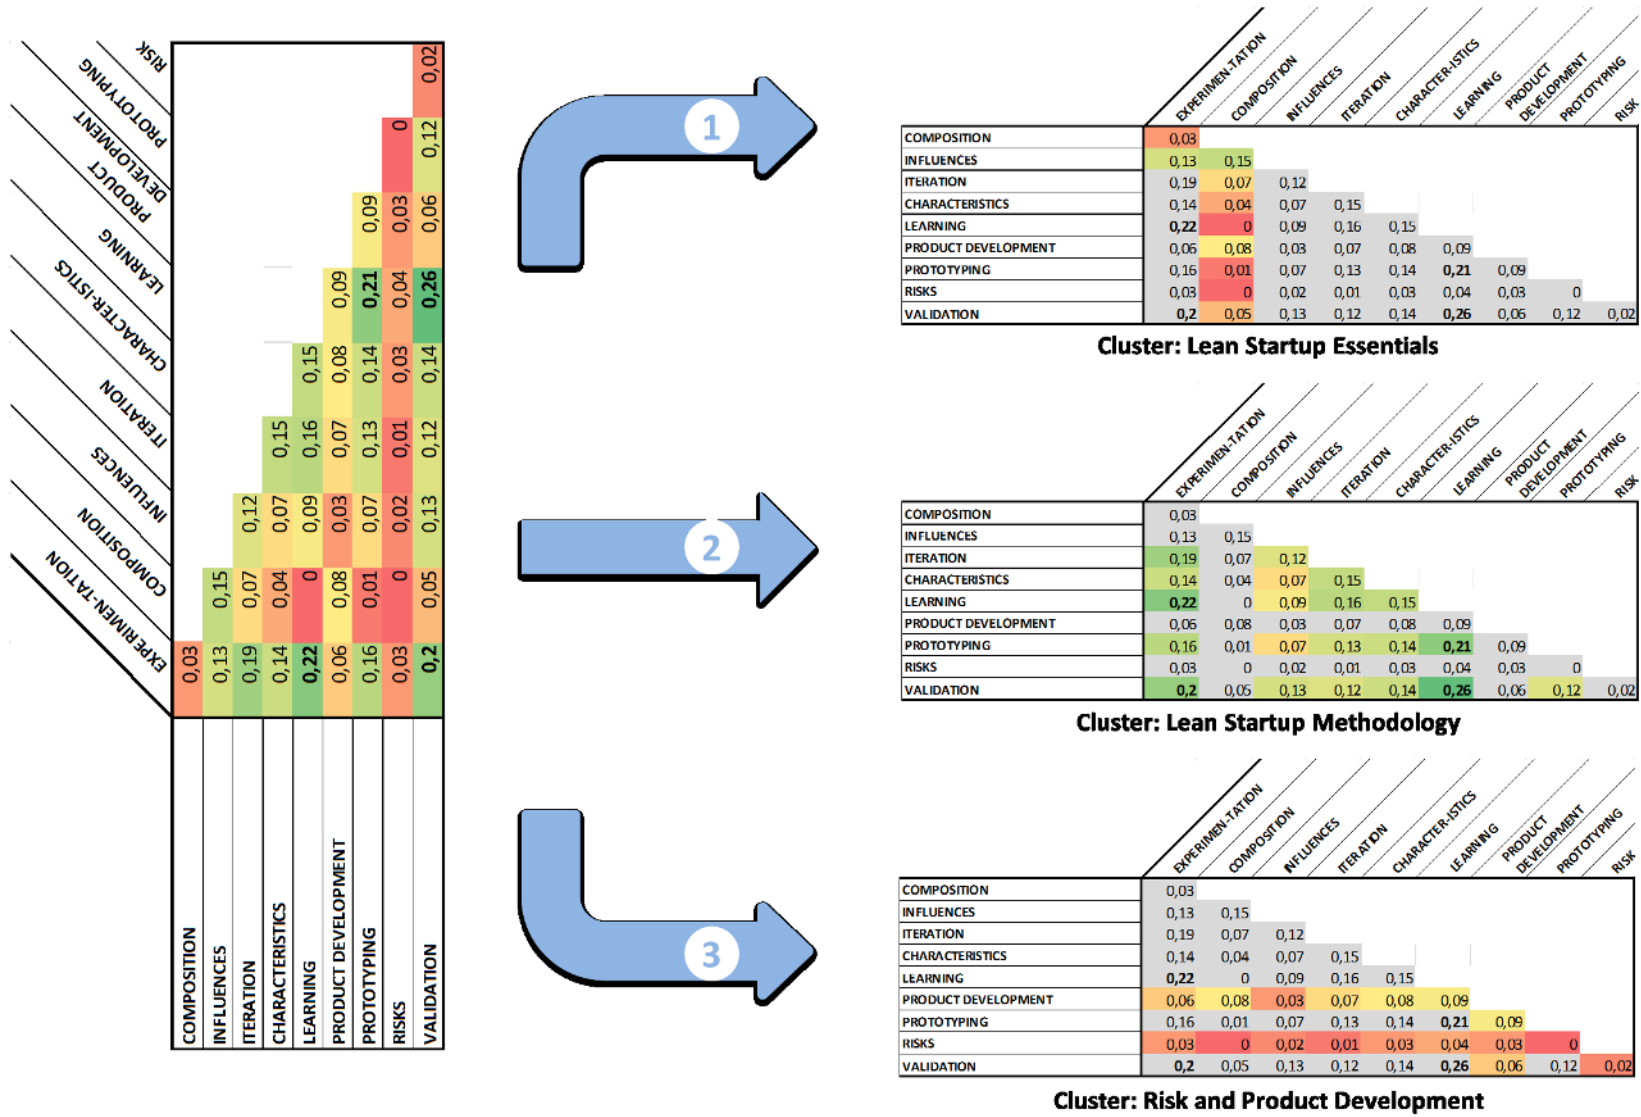 RISK
PROTOTYPING
PRODUCT
DEVELOPMENT
LEARNING
CHARACTER-ISTICS
ITERATION
INFLUENCES
COMPOSITION
EXPERIMEN-TATION
COMPOSITION 0,03
INFLUENCES 0,13 0,15
ITERATION 0,19 0,07 0,12
CHARACTERISTICS 0,14 0,04 0,07 0,15
LEARNING 0,22 0 0,09 0,16 0,15
PRODUCT DEVELOPMENT 0,06 0,08 0,03 0,07 0,08 0,09
PROTOTYPING 0,16 0,01 0,07 0,13 0,14 0,21 0,09
RISKS 0,03 0 0,02 0,01 0,03 0,04 0,03 0
VALIDATION 0,2 0,05 0,13 0,12 0,14 0,26 0,06 0,12 0,02
1
2
3
EXPERIMEN-TATION
COMPOSITION
INFLUENCES
ITERATION
CHARACTER-ISTICS
LEARNING
PRODUCT
DEVELOPMENT
PROTOTYPING
RISK
COMPOSITION 0,03
INFLUENCES 0,13 0,15
ITERATION 0,19 0,07 0,12
CHARACTERISTICS 0,14 0,04 0,07 0,15
LEARNING 0,22 0 0,09 0,16 0,15
PRODUCT DEVELOPMENT 0,06 0,08 0,03 0,07 0,08 0,09
PROTOTYPING 0,16 0,01 0,07 0,13 0,14 0,21 0,09
RISKS 0,03 0 0,02 0,01 0,03 0,04 0,03 0
VALIDATION 0,2 0,05 0,13 0,12 0,14 0,26 0,06 0,12 0,02
Cluster: Lean Startup Essentials
EXPERIMEN-TATION
COMPOSITION
INFLUENCES
ITERATION
CHARACTER-ISTICS
LEARNING
PRODUCT
DEVELOPMENT
PROTOTYPING
RISK
COMPOSITION 0,03
INFLUENCES 0,13 0,15
ITERATION 0,19 0,07 0,12
CHARACTERISTICS 0,14 0,04 0,07 0,15
LEARNING 0,22 0 0,09 0,16 0,15
PRODUCT DEVELOPMENT 0,06 0,08 0,03 0,07 0,08 0,09
PROTOTYPING 0,16 0,01 0,07 0,13 0,14 0,21 0,09
RISKS 0,03 0 0,02 0,01 0,03 0,04 0,03 0
VALIDATION 0,2 0,05 0,13 0,12 0,14 0,26 0,06 0,12 0,02
Cluster: Lean Startup Methodology
EXPERIMEN-TATION
COMPOSITION
INFLUENCES
ITERATION
CHARACTER-ISTICS
LEARNING
PRODUCT
DEVELOPMENT
PROTOTYPING
RISK
COMPOSITION 0,03
INFLUENCES 0,13 0,15
ITERATION 0,19 0,07 0,12
CHARACTERISTICS 0,14 0,04 0,07 0,15
LEARNING 0,22 0 0,09 0,16 0,15
PRODUCT DEVELOPMENT 0,06 0,08 0,03 0,07 0,08 0,09
PROTOTYPING 0,16 0,01 0,07 0,13 0,14 0,21 0,09
RISKS 0,03 0 0,02 0,01 0,03 0,04 0,03 0
VALIDATION 0,2 0,05 0,13 0,12 0,14 0,26 0,06 0,12 0,02
Cluster: Risk and Product Development